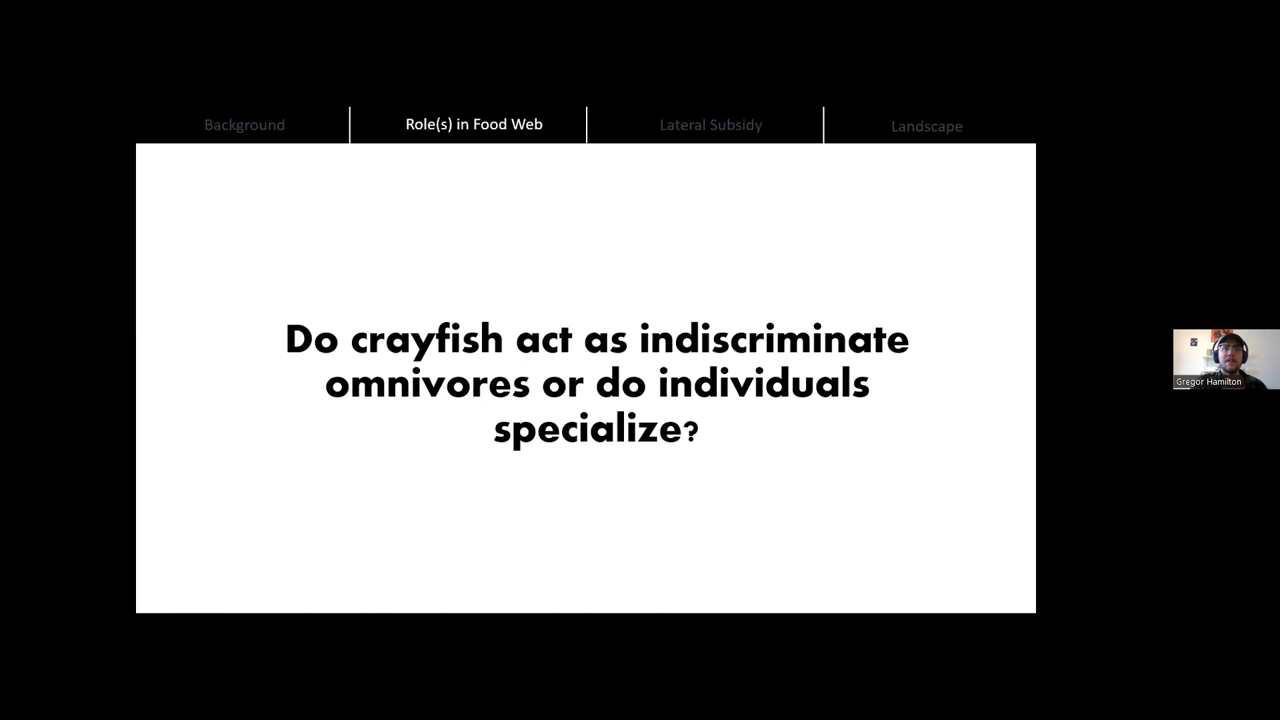 Background
Role(s) in Food Web
Lateral Subsidy
Landscape
Do crayfish act as indiscriminate
omnivores or do individuals
specialize?
Gregor Hamilton